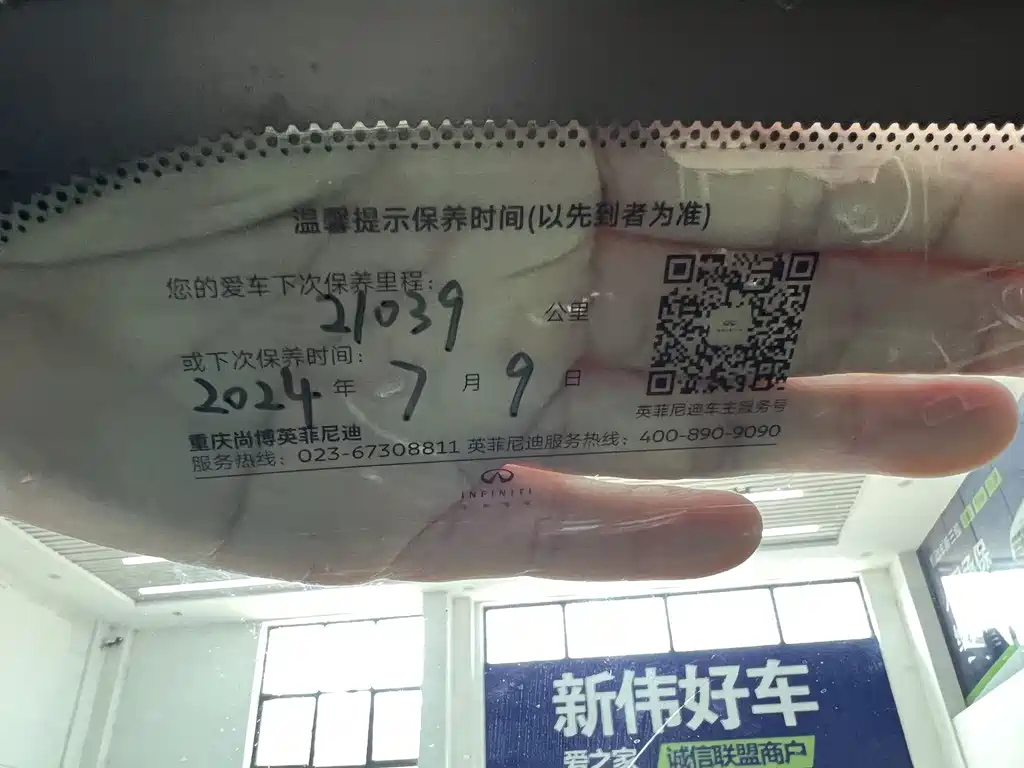 温馨提示保养时间(以先到者为准)
您的爱车下次保养里程:
21039 公里
或下次保养时间:
2024 年 7 月 9 日
英菲尼迪车主服务号
重庆尚博英菲尼迪
服务热线: 023-67308811 英菲尼迪服务热线: 400-890-9090
INFINITI
新伟好车
爱之家 诚信联盟商户